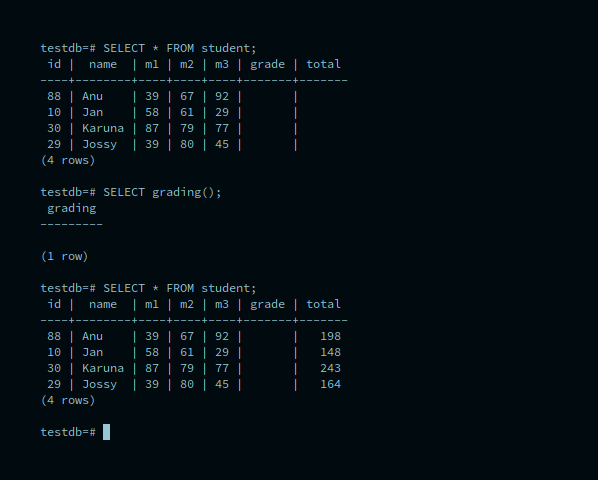 testdb=# SELECT * FROM student;
 id |  name  | m1 | m2 | m3 | grade | total
----+--------+----+----+----+-------+-------
 88 | Anu    | 39 | 67 | 92 |       |
 10 | Jan    | 58 | 61 | 29 |       |
 30 | Karuna | 87 | 79 | 77 |       |
 29 | Jossy  | 39 | 80 | 45 |       |
(4 rows)

testdb=# SELECT grading();
 grading
---------

(1 row)

testdb=# SELECT * FROM student;
 id |  name  | m1 | m2 | m3 | grade | total
----+--------+----+----+----+-------+-------
 88 | Anu    | 39 | 67 | 92 |       |   198
 10 | Jan    | 58 | 61 | 29 |       |   148
 30 | Karuna | 87 | 79 | 77 |       |   243
 29 | Jossy  | 39 | 80 | 45 |       |   164
(4 rows)

testdb=#